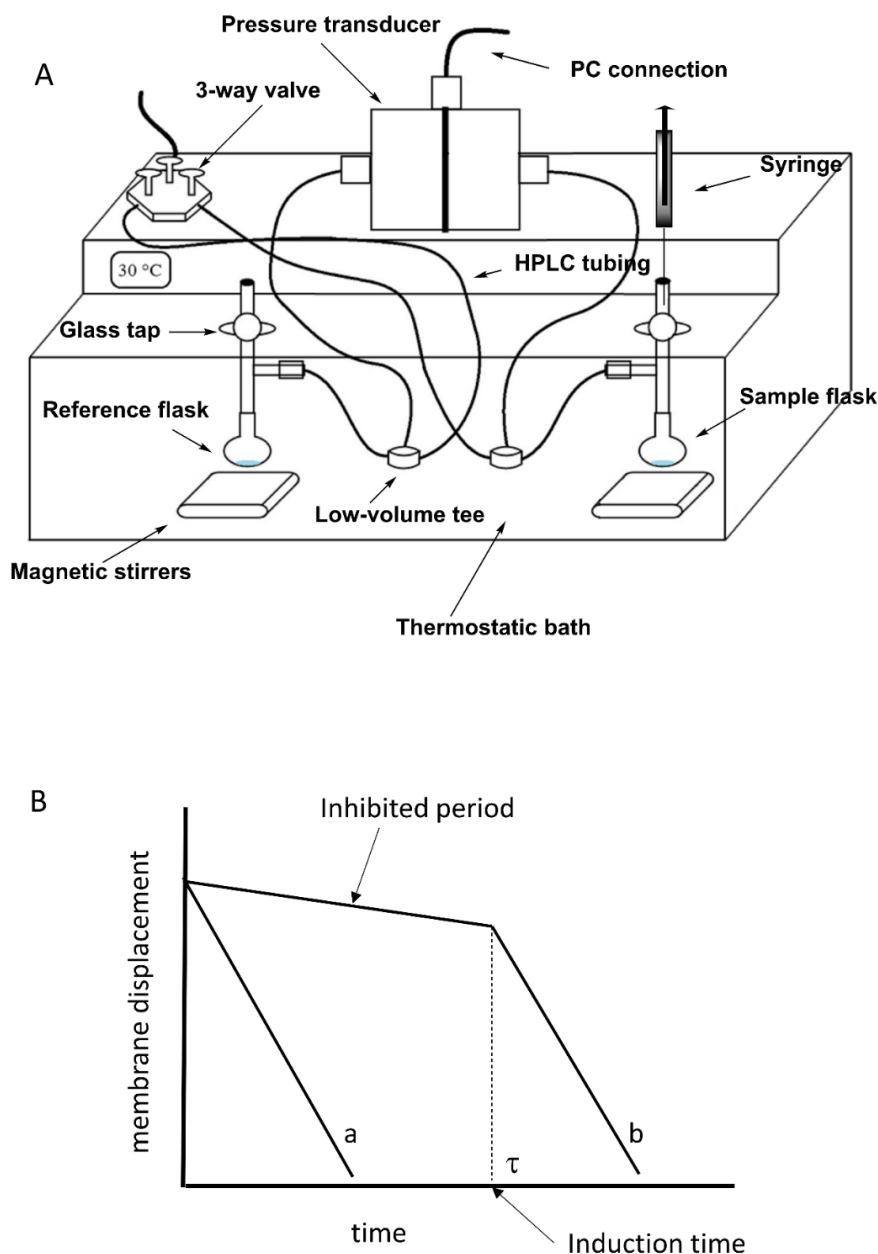 A
Pressure transducer
PC connection
3-way valve
Syringe
HPLC tubing
30 °C
Glass tap
Reference flask
Sample flask
Low-volume tee
Magnetic stirrers
Thermostatic bath
B
Inhibited period
membrane displacement
a
b
τ
time
Induction time